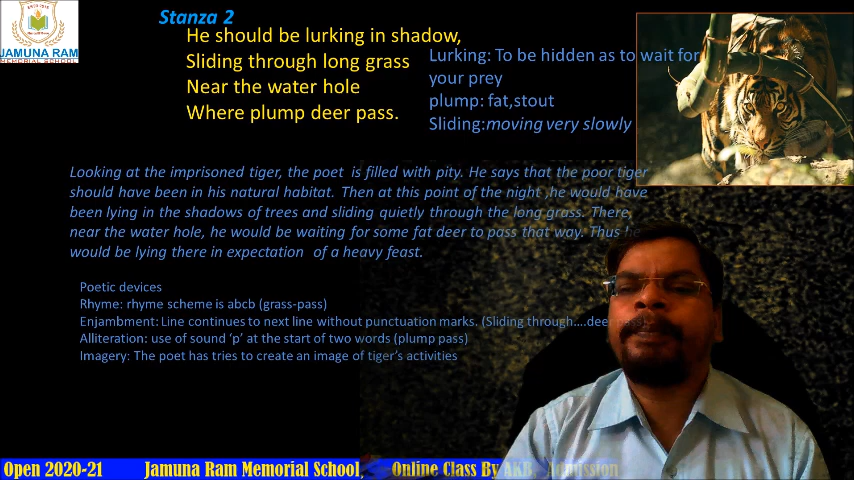 JAMUNA RAM
MEMORIAL SCHOOL
Stanza 2
He should be lurking in shadow,
Sliding through long grass
Near the water hole
Where plump deer pass.
Lurking: To be hidden as to wait for
your prey
plump: fat,stout
Sliding:moving very slowly
Looking at the imprisoned tiger, the poet is filled with pity. He says that the poor tiger
should have been in his natural habitat. Then at this point of the night ,he would have
been lying in the shadows of trees and sliding quietly through the long grass. There,
near the water hole, he would be waiting for some fat deer to pass that way. Thus he
would be lying there in expectation of a heavy feast.
Poetic devices
Rhyme: rhyme scheme is abcb (grass-pass)
Enjambment: Line continues to next line without punctuation marks. (Sliding through....deer pass).
Alliteration: use of sound 'p' at the start of two words (plump pass)
Imagery: The poet has tries to create an image of tiger's activities
Open 2020-21 Jamuna Ram Memorial School, Online Class By AKB, Admission